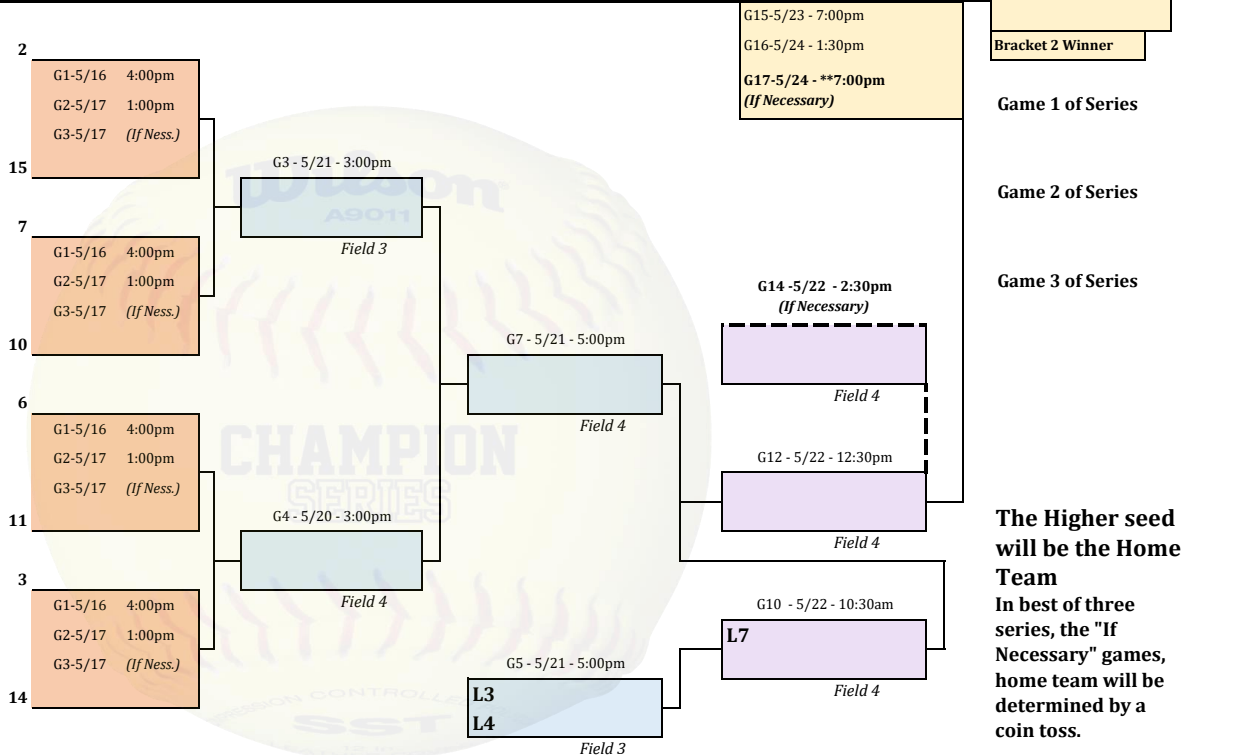 G15-5/23 - 7:00pm
G16-5/24 - 1:30pm
G17-5/24 - **7:00pm
(If Necessary)
Bracket 2 Winner
2
G1-5/16 4:00pm
G2-5/17 1:00pm
G3-5/17 (If Ness.)
15
Game 1 of Series
Game 2 of Series
Game 3 of Series
G3 - 5/21 - 3:00pm
Wilson
A9011
Field 3
7
G1-5/16 4:00pm
G2-5/17 1:00pm
G3-5/17 (If Ness.)
10
G14 -5/22 - 2:30pm
(If Necessary)
Field 4
G7 - 5/21 - 5:00pm
Field 4
6
G1-5/16 4:00pm
G2-5/17 1:00pm
G3-5/17 (If Ness.)
11
CHAMPION
SERIES
G12 - 5/22 - 12:30pm
Field 4
G4 - 5/20 - 3:00pm
Field 4
3
G1-5/16 4:00pm
G2-5/17 1:00pm
G3-5/17 (If Ness.)
14
G10 - 5/22 - 10:30am
L7
Field 4
G5 - 5/21 - 5:00pm
L3
L4
Field 3
SST
The Higher seed
will be the Home
Team
In best of three
series, the "If
Necessary" games,
home team will be
determined by a
coin toss.